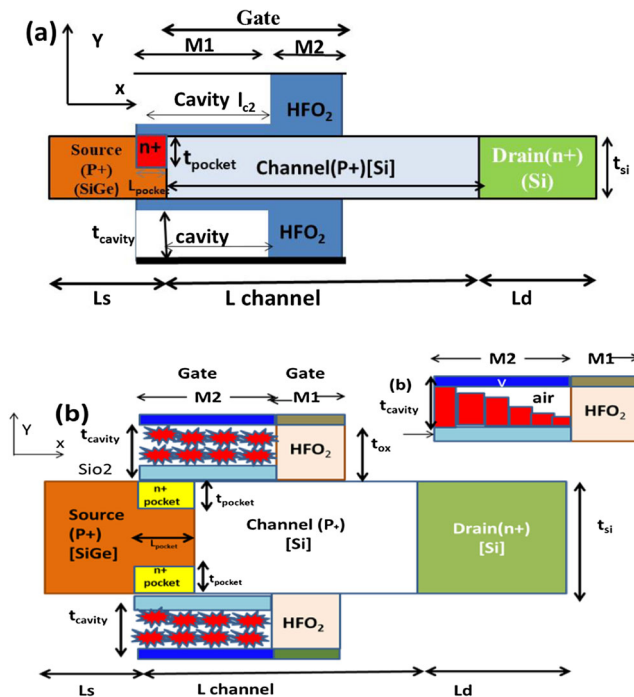 Gate
(a)
Y
M1
M2
x
Cavity lc2
HFO2
n+
Source
(P+)
(SiGe)
tpocket
Lpocket
Channel(P+)[Si]
Drain(n+)
(Si)
tsi
tcavity
cavity
HFO2
Ls
L channel
Ld
Gate
Gate
M2
M1
(b)
Y
x
tcavity
Sio2
HFO2
tox
M2
M1
(b)
V
air
tcavity
HFO2
n+
pocket
tpocket
Source
(P+)
[SiGe]
Lpocket
Channel (P+)
[Si]
Drain(n+)
[Si]
tsi
n+
pocket
tpocket
tcavity
HFO2
Ls
L channel
Ld